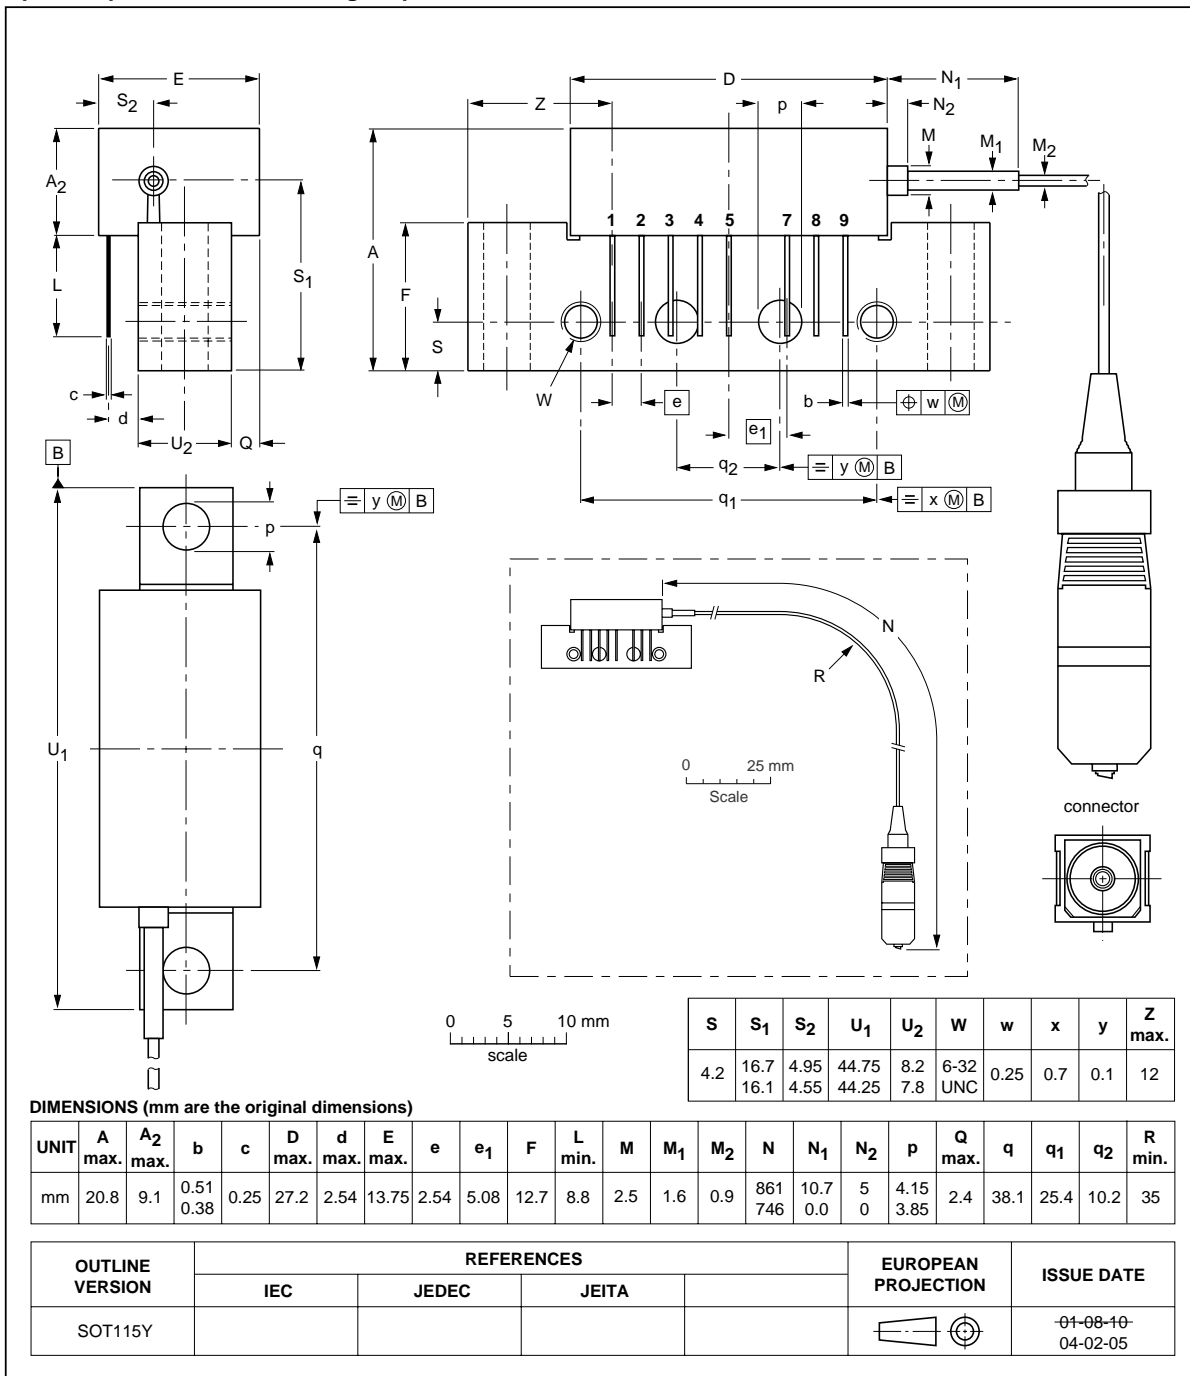 E
S2
A2
L
S1
c
d
U2
Q
D
N1
Z
p
N2
M
M1
M2
A
F
S
1 2 3 4 5 7 8 9
W
e
b
w M
e1
q2
y M B
q1
x M B
B
y M B
p
U1
q
N
R
0 25 mm
Scale
connector
0 5 10 mm
scale
S S1 S2 U1 U2 W w x y Z max.
4.2 16.7 16.1 4.95 4.55 44.75 44.25 8.2 7.8 6-32 UNC 0.25 0.7 0.1 12
DIMENSIONS (mm are the original dimensions)
UNIT A max. A2 max. b c D max. d max. E max. e e1 F L min. M M1 M2 N N1 N2 p Q max. q q1 q2 R min.
mm 20.8 9.1 0.51 0.38 0.25 27.2 2.54 13.75 2.54 5.08 12.7 8.8 2.5 1.6 0.9 861 746 10.7 0.0 5 0 4.15 3.85 2.4 38.1 25.4 10.2 35
OUTLINE VERSION REFERENCES EUROPEAN PROJECTION ISSUE DATE
IEC JEDEC JEITA
SOT115Y 01-08-10
04-02-05